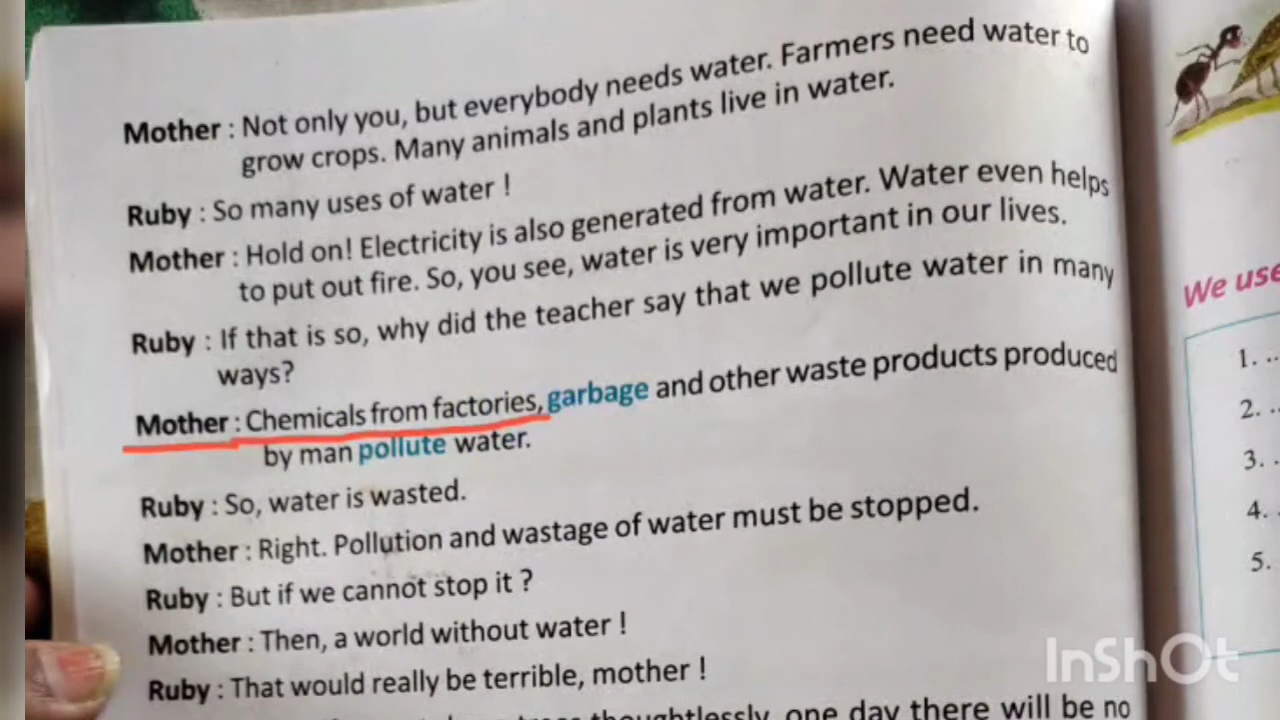 Mother : Not only you, but everybody needs water. Farmers need water to
grow crops. Many animals and plants live in water.
Ruby : So many uses of water !
Mother : Hold on! Electricity is also generated from water. Water even helps
to put out fire. So, you see, water is very important in our lives.
Ruby : If that is so, why did the teacher say that we pollute water in many
ways?
Mother : Chemicals from factories, garbage and other waste products produced
by man pollute water.
Ruby : So, water is wasted.
Mother : Right. Pollution and wastage of water must be stopped.
Ruby : But if we cannot stop it ?
Mother : Then, a world without water !
Ruby : That would really be terrible, mother !
thoughtlessly, one day there will be no
We use
1. ..
2. ..
3. .
4. .
5.
InShOt